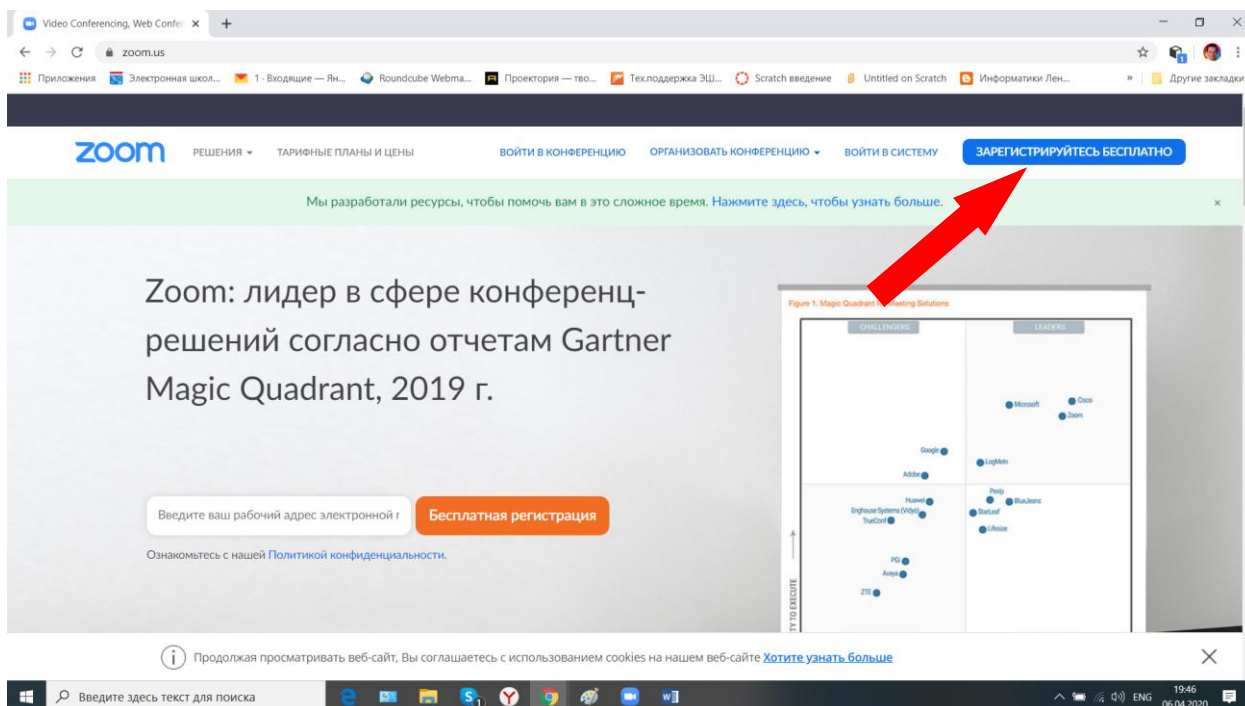 Video Conferencing, Web Confe
zoom.us
Приложения Электронная школ... 1 · Входящие — Ян... Roundcube Webma... Проектория — тво... Тех.поддержка ЭШ... Scratch введение Untitled on Scratch Информатики Лен... » Другие закладки
zoom РЕШЕНИЯ ТАРИФНЫЕ ПЛАНЫ И ЦЕНЫ ВОЙТИ В КОНФЕРЕНЦИЮ ОРГАНИЗОВАТЬ КОНФЕРЕНЦИЮ ВОЙТИ В СИСТЕМУ ЗАРЕГИСТРИРУЙТЕСЬ БЕСПЛАТНО
Мы разработали ресурсы, чтобы помочь вам в это сложное время. Нажмите здесь, чтобы узнать больше.
Zoom: лидер в сфере конференц-
решений согласно отчетам Gartner
Magic Quadrant, 2019 г.
Введите ваш рабочий адрес электронной г
Бесплатная регистрация
Ознакомьтесь с нашей Политикой конфиденциальности.
Figure 1. Magic Quadrant Meeting Solutions
CHALLENGERS LEADERS
Microsoft Cisco
Zoom
Google
LogMeIn
Adobe
Pexip
Huawei BlueJeans
Enghouse Systems (Vidyo) StarLeaf
TrueConf
Lifesize
PGi
Avaya
ZTE
TY TO EXECUTE
Продолжая просматривать веб-сайт, Вы соглашаетесь с использованием cookies на нашем веб-сайте Хотите узнать больше
Введите здесь текст для поиска
ENG 19:46
06.04.2020